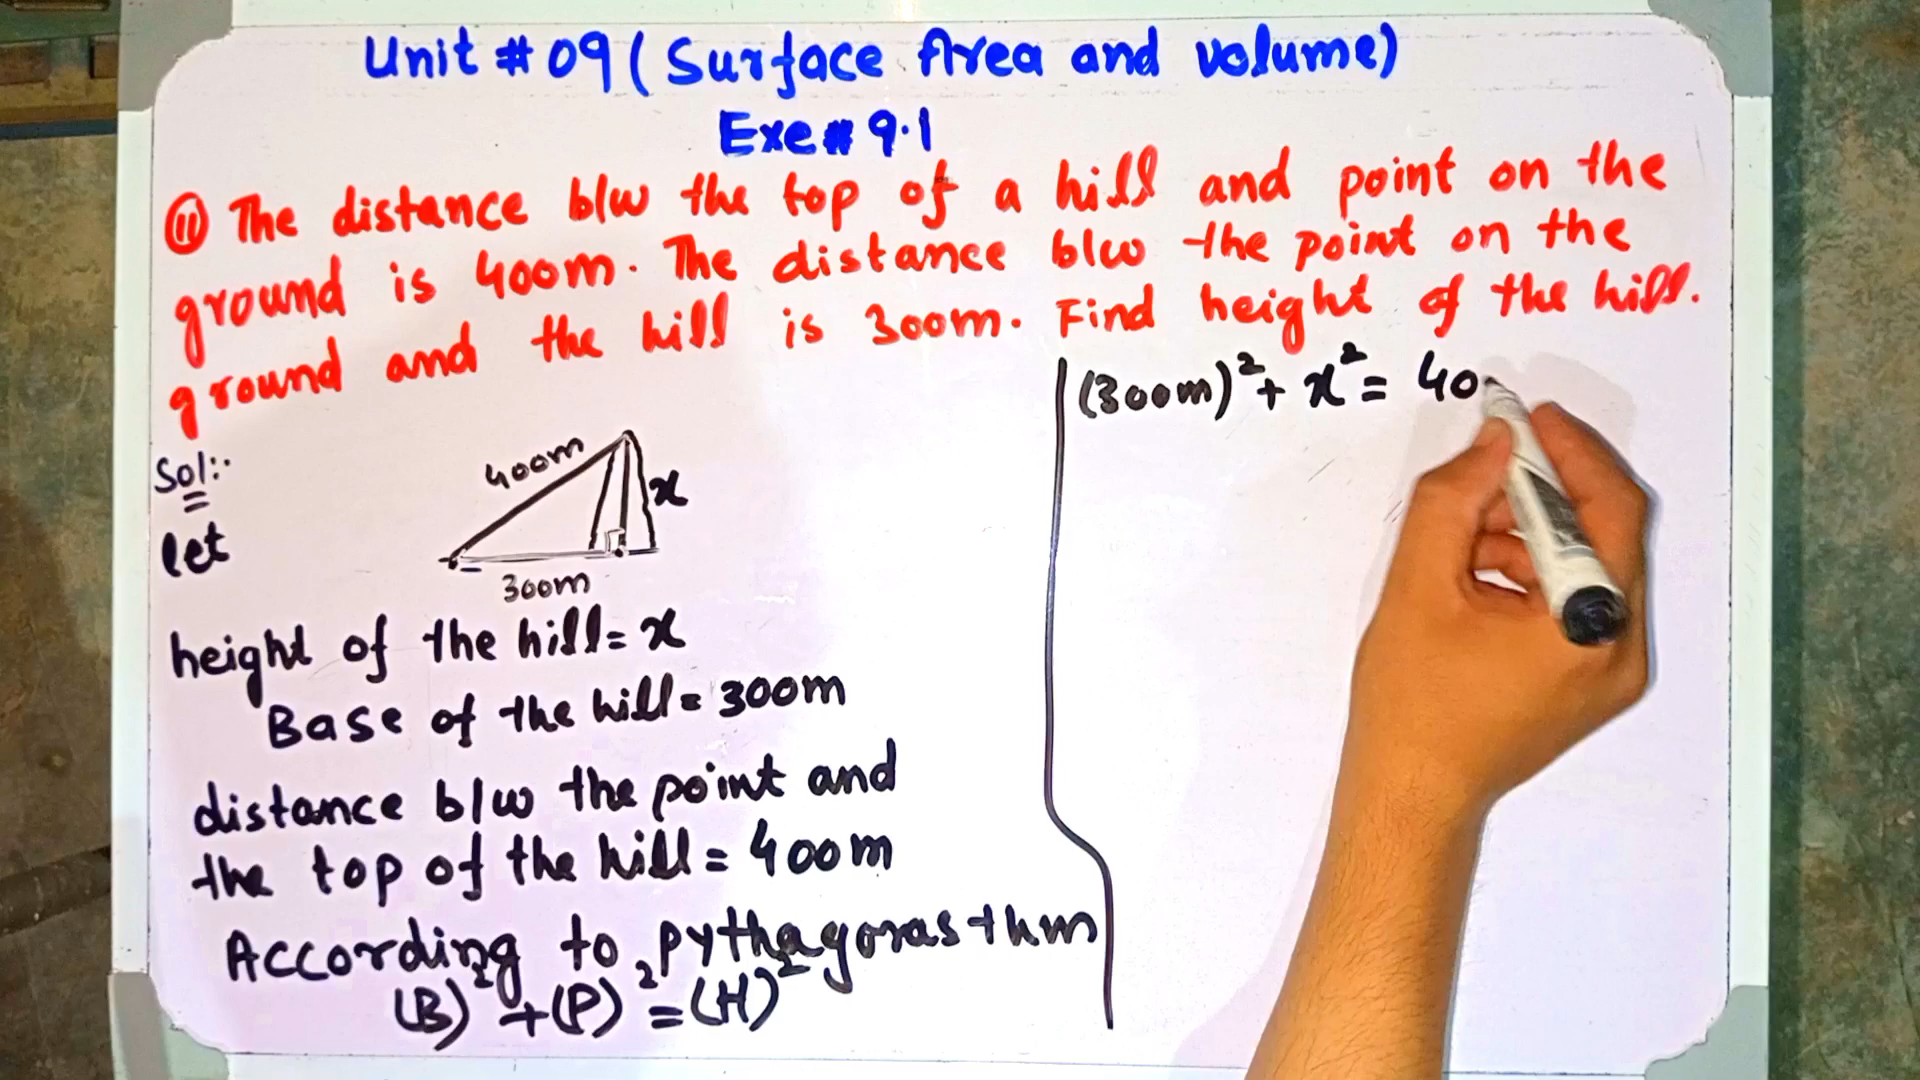 Unit # 09 (Surface Area and volume)
Exe# 9.1
⑪ The distance b/w the top of a hill and point on the
ground is 400m. The distance b/w the point on the
ground and the hill is 300m. Find height of the hill.
Sol:.
let
400m
x
300m
height of the hill = x
Base of the hill = 300m
distance b/w the point and
the top of the hill = 400m
According to pythagoras thm
(B)² + (P)² = (H)²
(300m)² + x² = 40